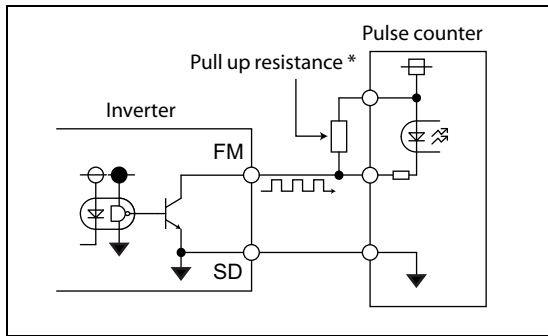 Pulse counter
Pull up resistance *
Inverter
FM
SD